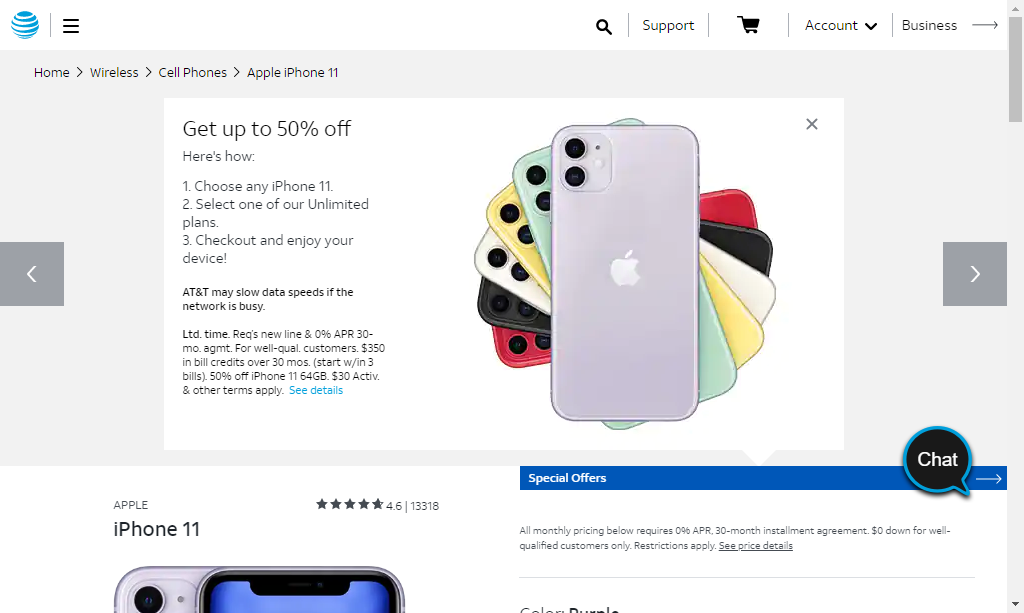 Support
Account
Business
Home > Wireless > Cell Phones > Apple iPhone 11
Get up to 50% off
Here's how:
1. Choose any iPhone 11.
2. Select one of our Unlimited
plans.
3. Checkout and enjoy your
device!
AT&T may slow data speeds if the
network is busy.
Ltd. time. Req's new line & 0% APR 30-
mo. agmt. For well-qual. customers. $350
in bill credits over 30 mos. (start w/in 3
bills). 50% off iPhone 11 64GB. $30 Activ.
& other terms apply. See details
Chat
Special Offers
APPLE
4.6 | 13318
iPhone 11
All monthly pricing below requires 0% APR, 30-month installment agreement. $0 down for well-
qualified customers only. Restrictions apply. See price details
Color: Purple